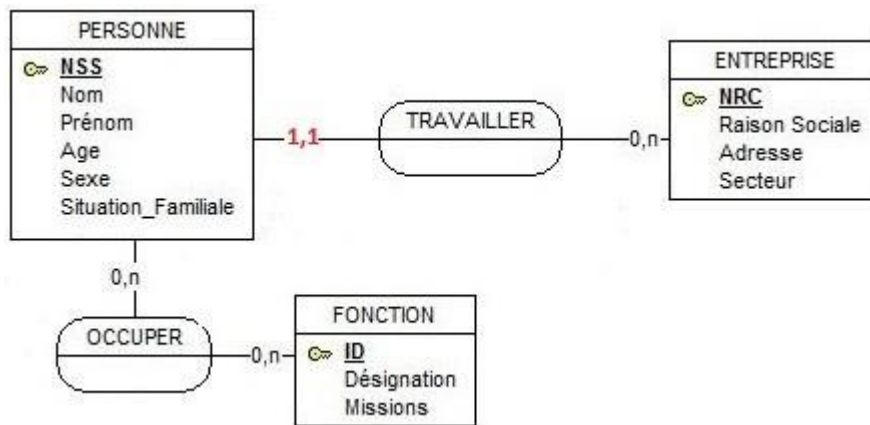 PERSONNE
NSS
Nom
Prénom
Age
Sexe
Situation_Familiale
1,1
TRAVAILLER
0,n
ENTREPRISE
NRC
Raison Sociale
Adresse
Secteur
0,n
OCCUPER
0,n
FONCTION
ID
Désignation
Missions